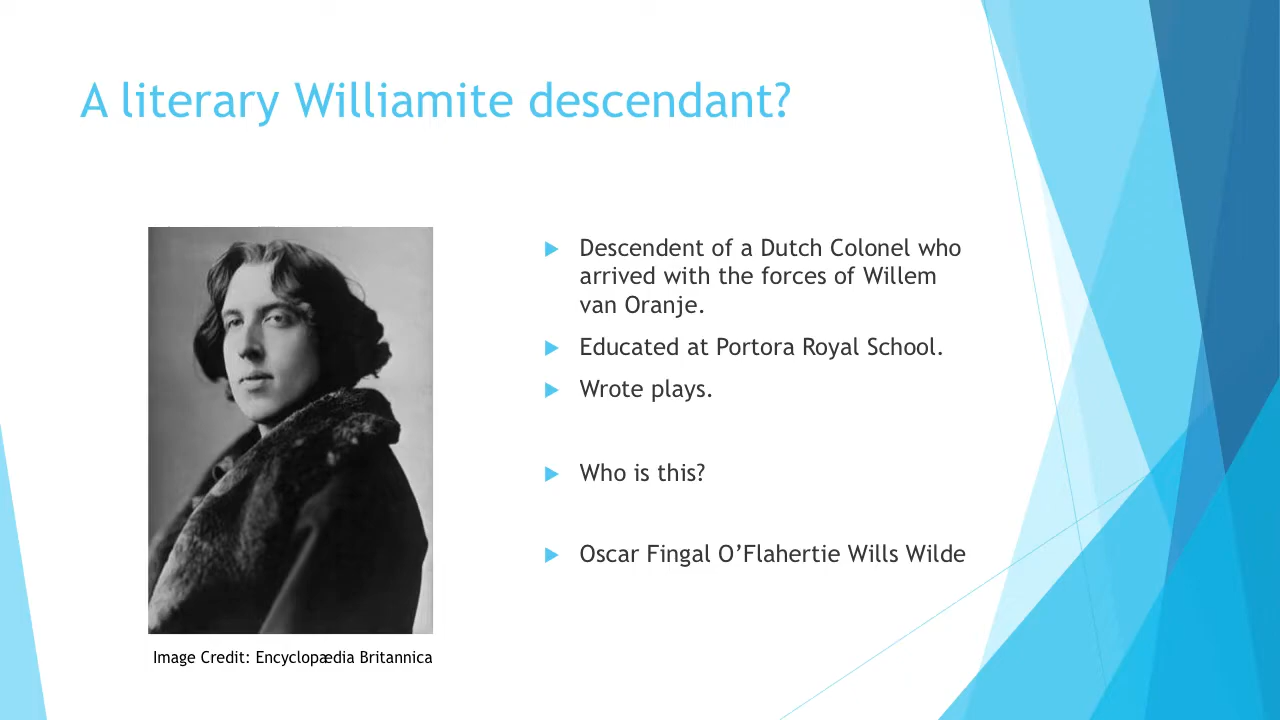 A literary Williamite descendant?
Descendent of a Dutch Colonel who
arrived with the forces of Willem
van Oranje.
Educated at Portora Royal School.
Wrote plays.
Who is this?
Oscar Fingal O’Flahertie Wills Wilde
Image Credit: Encyclopædia Britannica